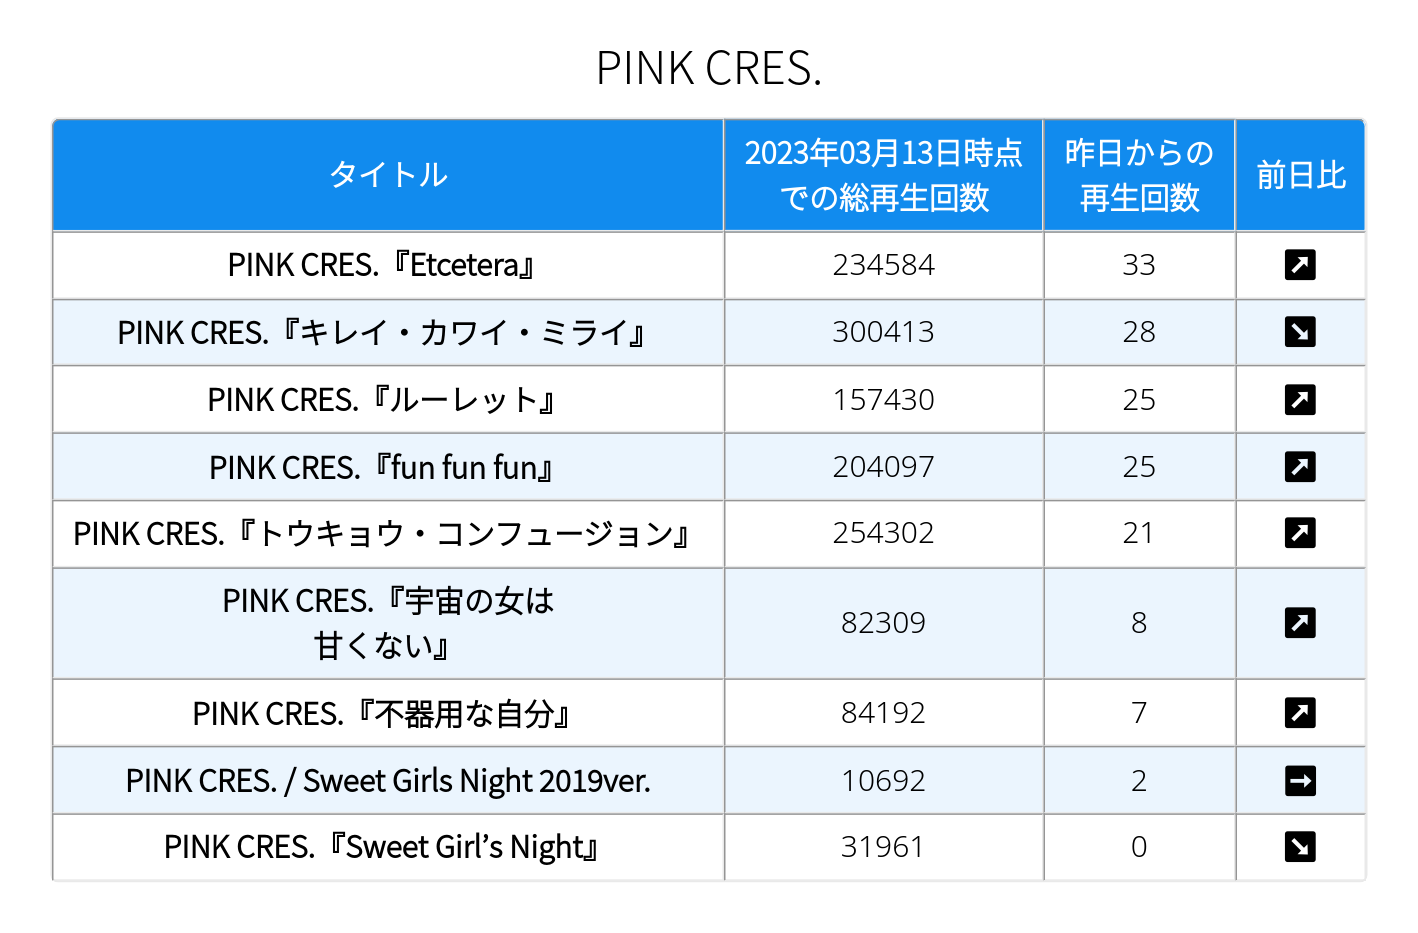 PINK CRES.
タイトル
2023年03月13日時点
での総再生回数
昨日からの
再生回数
前日比
PINK CRES.『Etcetera』 234584 33
PINK CRES.『キレイ・カワイ・ミライ』 300413 28
PINK CRES.『ルーレット』 157430 25
PINK CRES.『fun fun fun』 204097 25
PINK CRES.『トウキョウ・コンフュージョン』 254302 21
PINK CRES.『宇宙の女は
甘くない』 82309 8
PINK CRES.『不器用な自分』 84192 7
PINK CRES. / Sweet Girls Night 2019ver. 10692 2
PINK CRES.『Sweet Girl’s Night』 31961 0